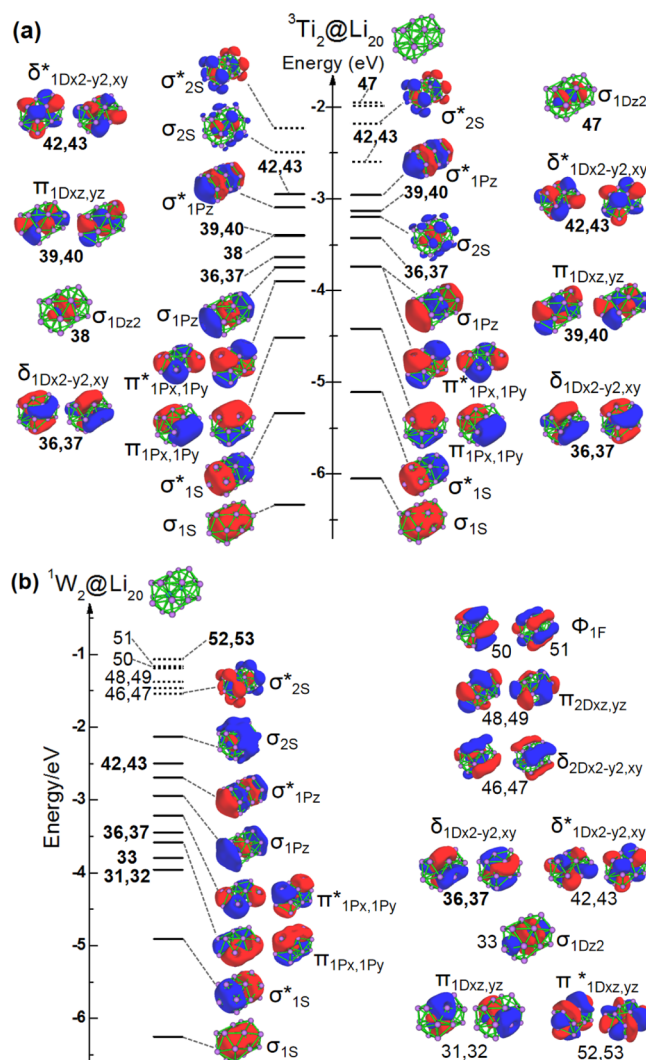 (a)
³Ti₂@Li₂₀
Energy (eV)
-2
-3
-4
-5
-6
δ*1Dx2-y2,xy
42,43
π1Dxz,yz
39,40
σ1Dz2
38
δ1Dx2-y2,xy
36,37
σ*2S
σ2S
42,43
σ*1Pz
39,40
38
36,37
σ1Pz
π*1Px,1Py
π1Px,1Py
σ*1S
σ1S
47
42,43
σ*2S
σ*1Pz
39,40
σ2S
36,37
σ1Pz
π*1Px,1Py
π1Px,1Py
σ*1S
σ1S
σ1Dz2
47
δ*1Dx2-y2,xy
42,43
π1Dxz,yz
39,40
δ1Dx2-y2,xy
36,37
(b)
¹W₂@Li₂₀
Energy/eV
-1
-2
-3
-4
-5
-6
51
50
48,49
46,47
52,53
σ*2S
σ2S
42,43
σ*1Pz
36,37
33
31,32
σ1Pz
π*1Px,1Py
π1Px,1Py
σ*1S
σ1S
Φ1F
50 51
π2Dxz,yz
48,49
δ2Dx2-y2,xy
46,47
δ1Dx2-y2,xy
36,37
δ*1Dx2-y2,xy
42,43
33
σ1Dz2
π1Dxz,yz
31,32
π*1Dxz,yz
52,53